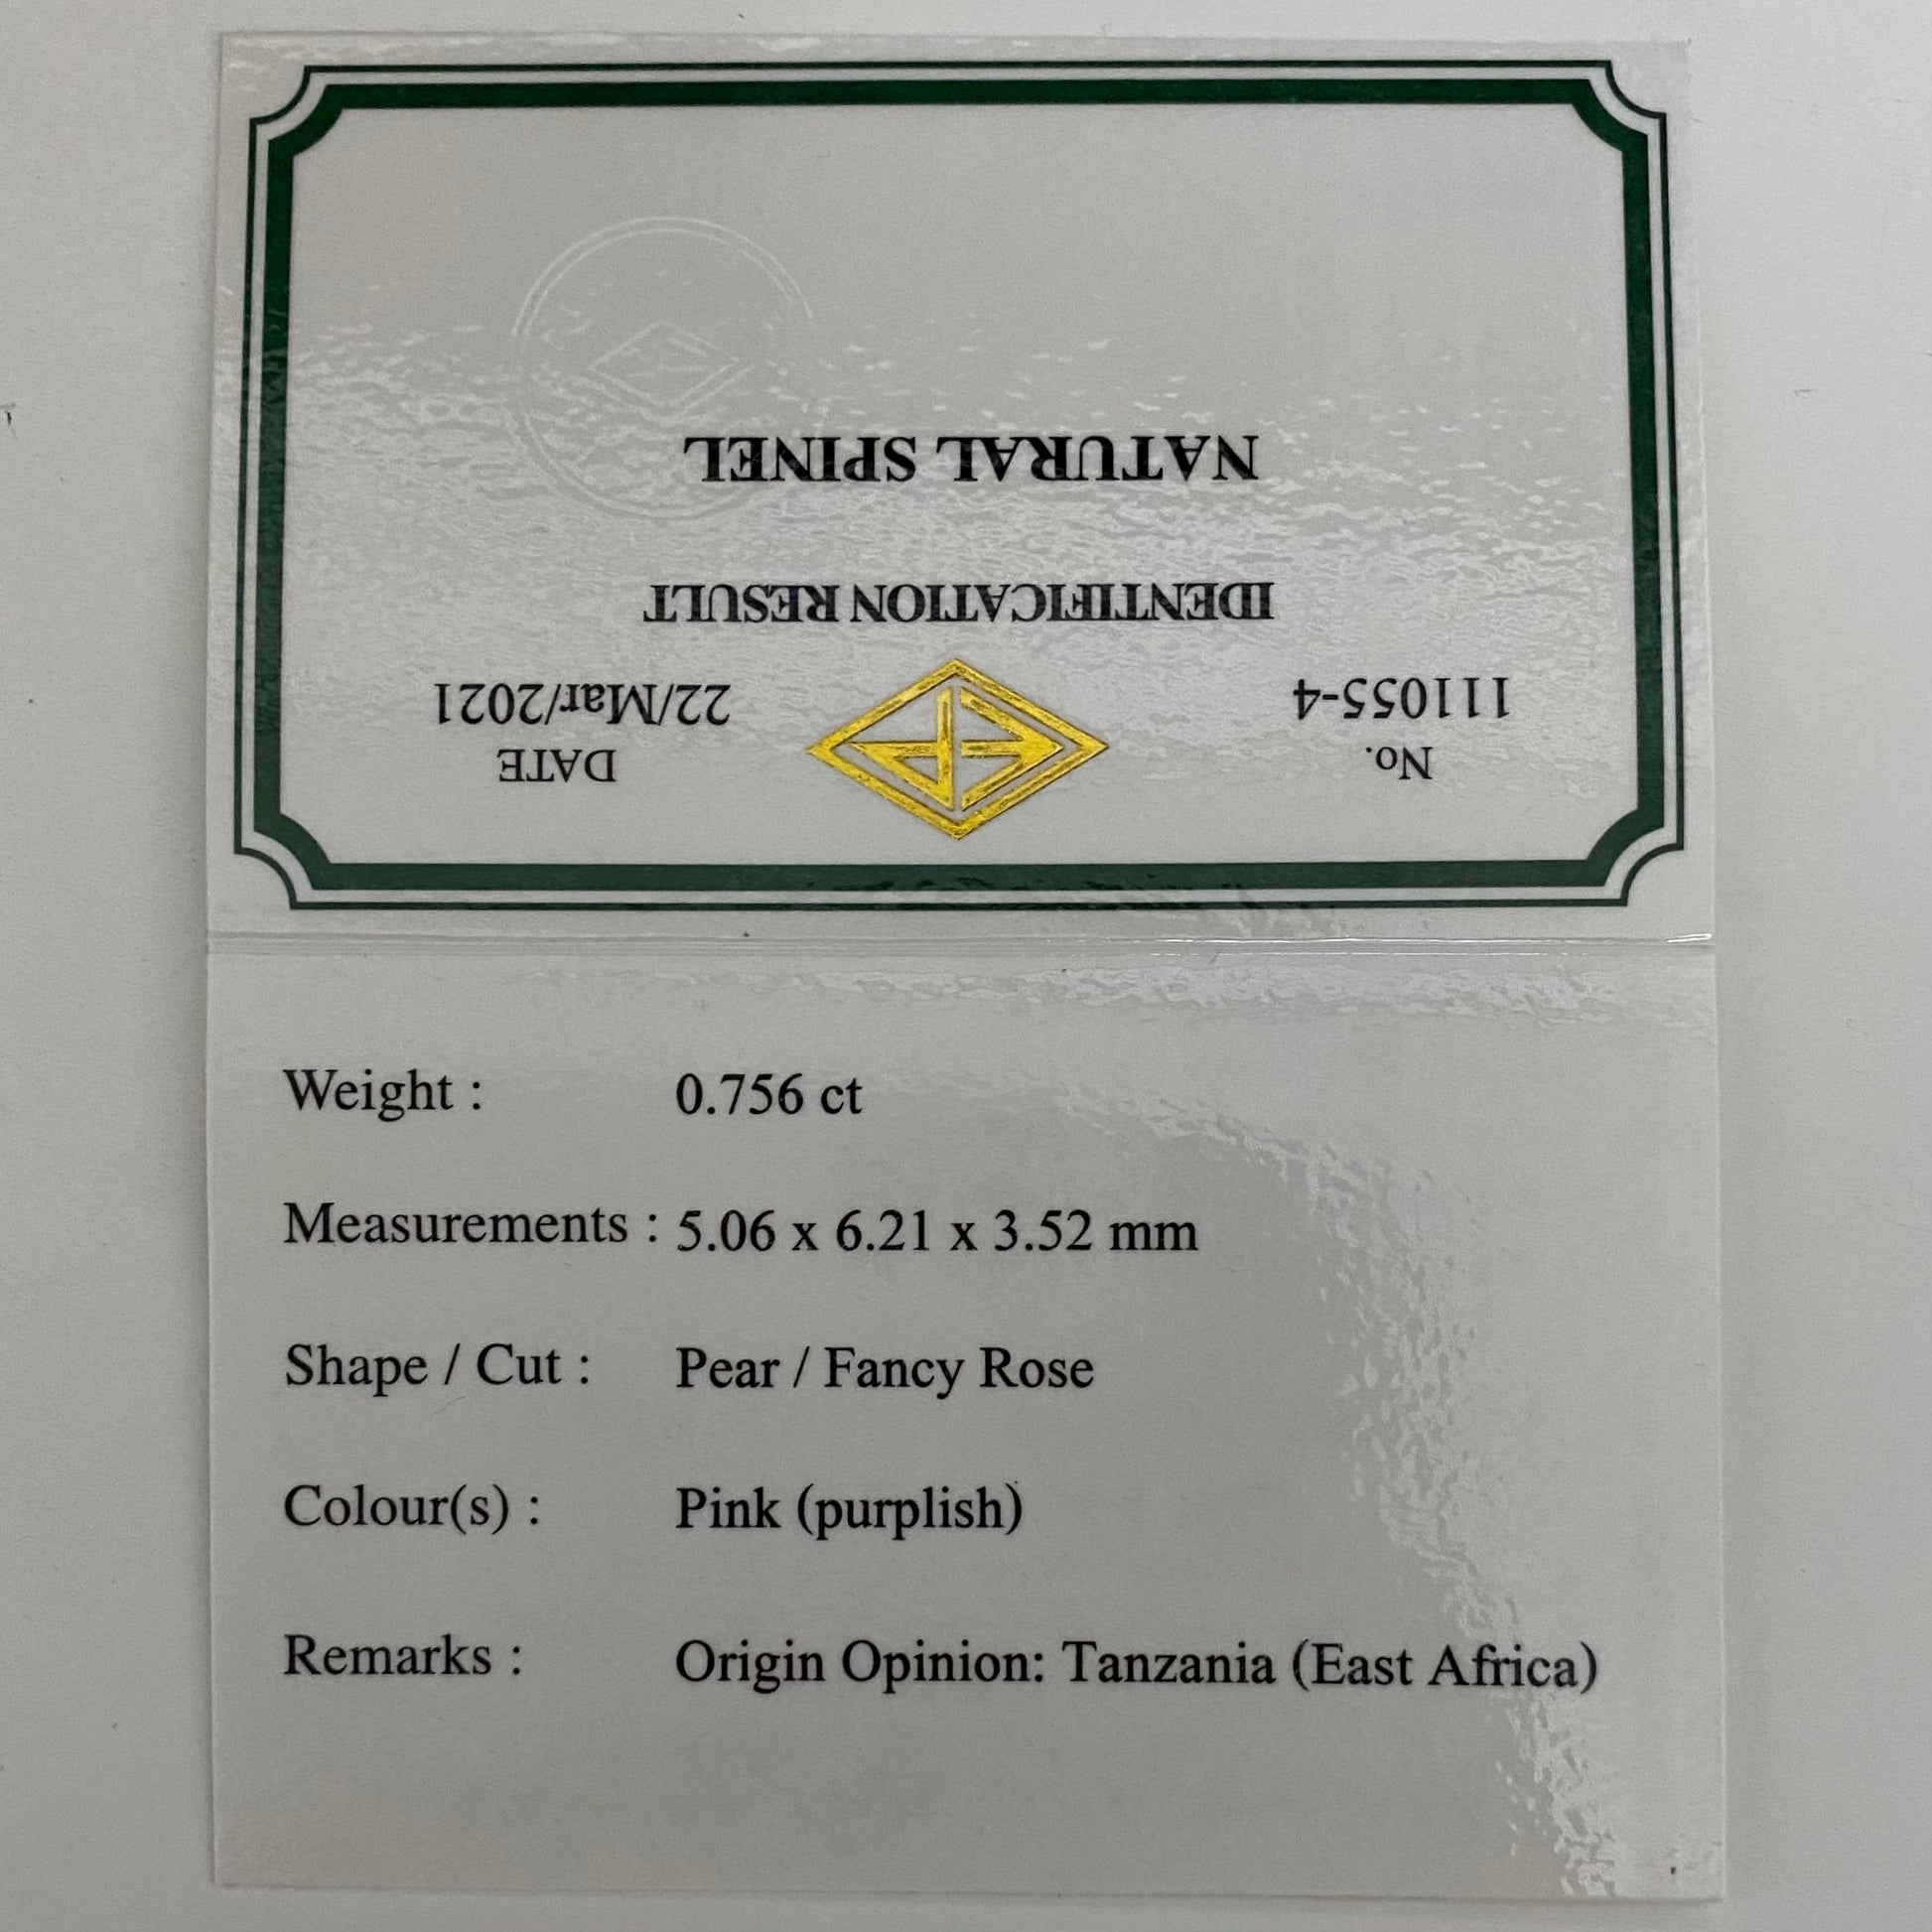 No.
111055-4
DATE
22/Mar/2021
IDENTIFICATION RESULT
NATURAL SPINEL
Weight : 0.756 ct
Measurements : 5.06 x 6.21 x 3.52 mm
Shape / Cut : Pear / Fancy Rose
Colour(s) : Pink (purplish)
Remarks : Origin Opinion: Tanzania (East Africa)